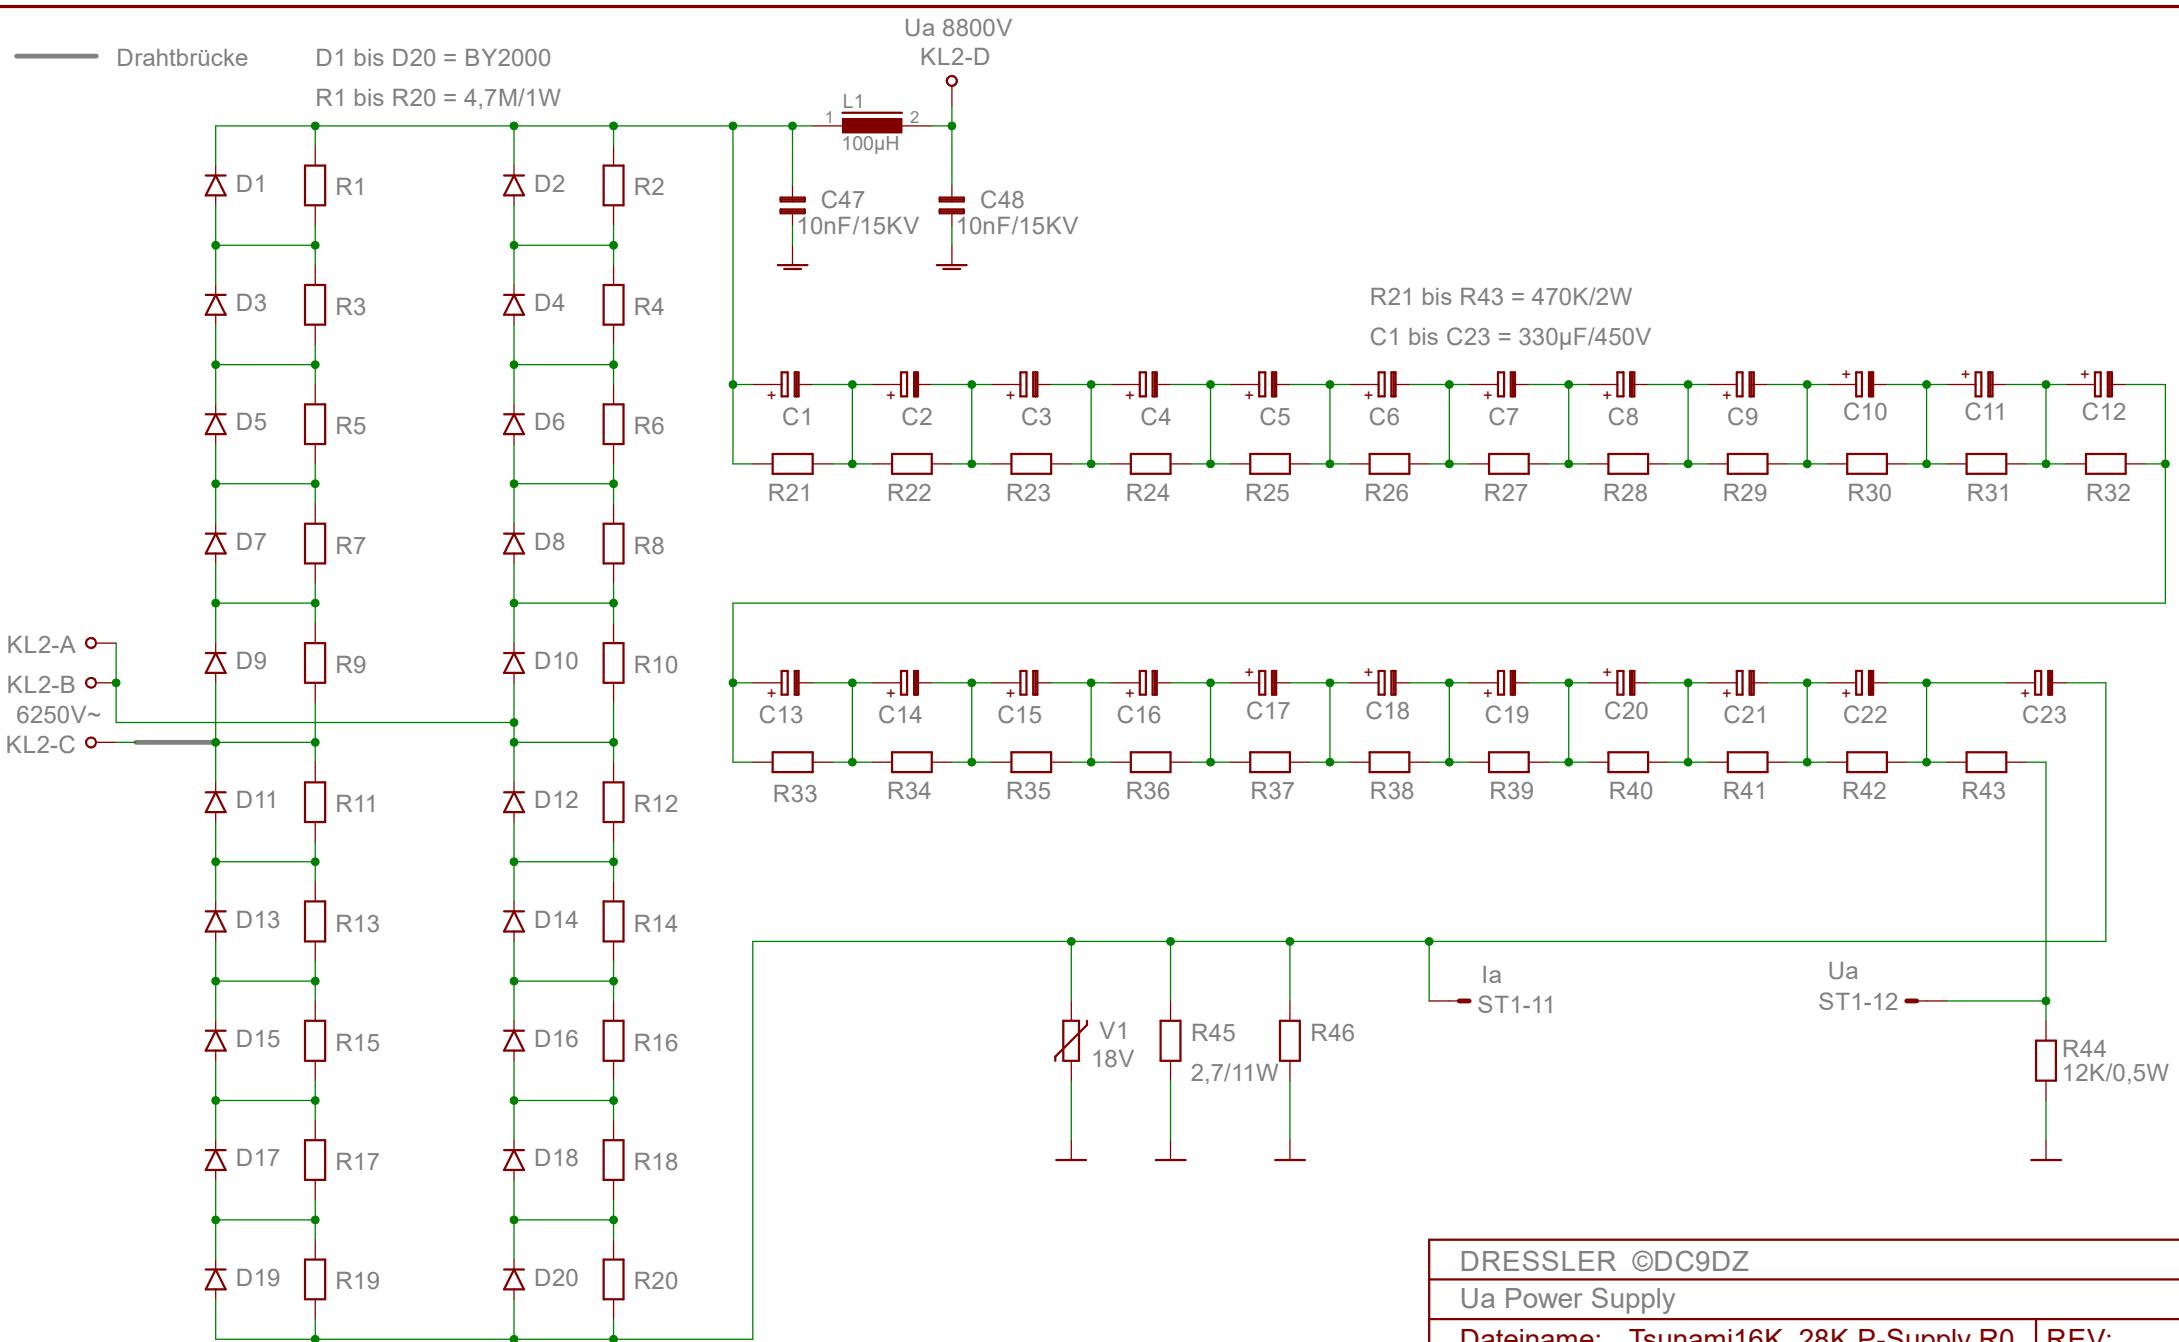 Ua 8800V
KL2-D
Drahtbrücke
D1 bis D20 = BY2000
R1 bis R20 = 4,7M/1W
L1
1
2
100µH
D1
R1
D2
R2
C47
10nF/15KV
C48
10nF/15KV
D3
R3
D4
R4
R21 bis R43 = 470K/2W
C1 bis C23 = 330µF/450V
D5
R5
D6
R6
+
+
+
+
+
+
+
+
+
+
+
+
C1
C2
C3
C4
C5
C6
C7
C8
C9
C10
C11
C12
R21
R22
R23
R24
R25
R26
R27
R28
R29
R30
R31
R32
D7
R7
D8
R8
KL2-A
KL2-B
6250V~
KL2-C
D9
R9
D10
R10
+
+
+
+
+
+
+
+
+
+
+
C13
C14
C15
C16
C17
C18
C19
C20
C21
C22
C23
R33
R34
R35
R36
R37
R38
R39
R40
R41
R42
R43
D11
R11
D12
R12
D13
R13
D14
R14
Ia
ST1-11
Ua
ST1-12
D15
R15
D16
R16
V1
18V
R45
2,7/11W
R46
R44
12K/0,5W
D17
R17
D18
R18
D19
R19
D20
R20
DRESSLER ©DC9DZ
Ua Power Supply
Dateiname: Tsunami16K_28K P-Supply R0
REV: